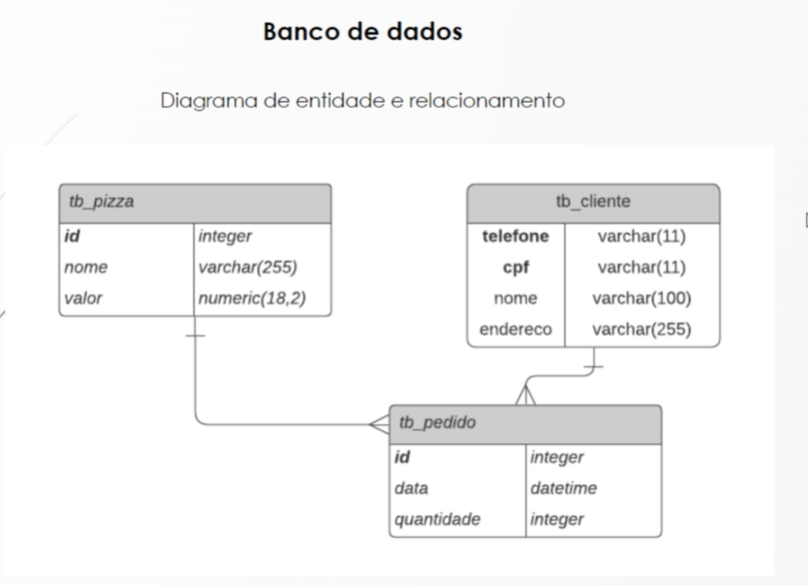 Banco de dados
Diagrama de entidade e relacionamento
tb_pizza
id integer
nome varchar(255)
valor numeric(18,2)
tb_cliente
telefone varchar(11)
cpf varchar(11)
nome varchar(100)
endereco varchar(255)
tb_pedido
id integer
data datetime
quantidade integer